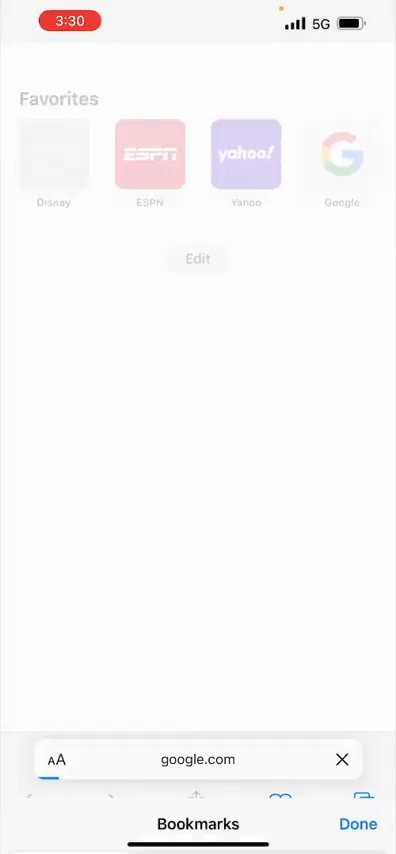 3:30
5G
Favorites
ESPN
yahoo!
G
Disney
ESPN
Yahoo
Google
Edit
AA
google.com
Bookmarks
Done